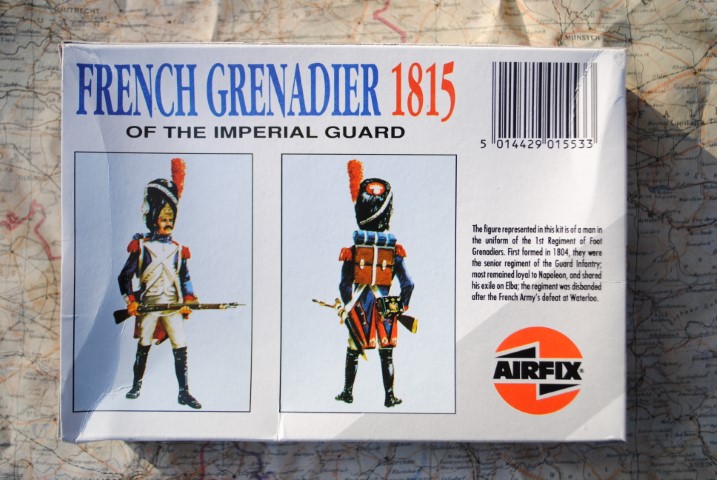 FRENCH GRENADIER 1815
OF THE IMPERIAL GUARD
5 014429 015533
The figure represented in this kit is of a man in
the uniform of the 1st Regiment of Foot
Grenadiers. First formed in 1804, they were
the senior regiment of the Guard Infantry;
most remained loyal to Napoleon, and shared
his exile on Elba; the regiment was disbanded
after the French Army's defeat at Waterloo.
AIRFIX®